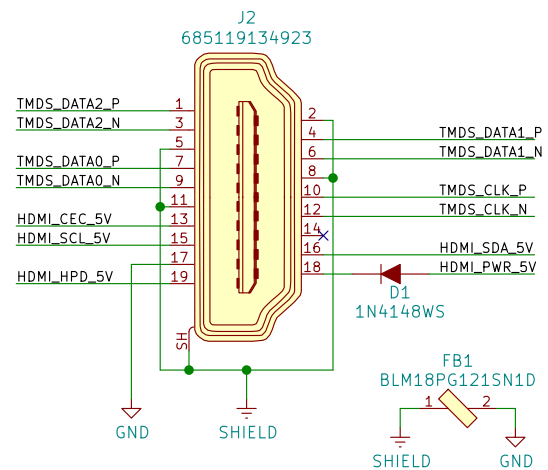 J2
685119134923
TMDS_DATA2_P 1
2
TMDS_DATA2_N 3
4 TMDS_DATA1_P
5
6 TMDS_DATA1_N
TMDS_DATA0_P 7
8
TMDS_DATA0_N 9
10 TMDS_CLK_P
11
12 TMDS_CLK_N
HDMI_CEC_5V 13
14
HDMI_SCL_5V 15
16 HDMI_SDA_5V
17
18 HDMI_PWR_5V
HDMI_HPD_5V 19
D1
1N4148WS
SH
FB1
BLM18PG121SN1D
1 2
GND
SHIELD
SHIELD
GND